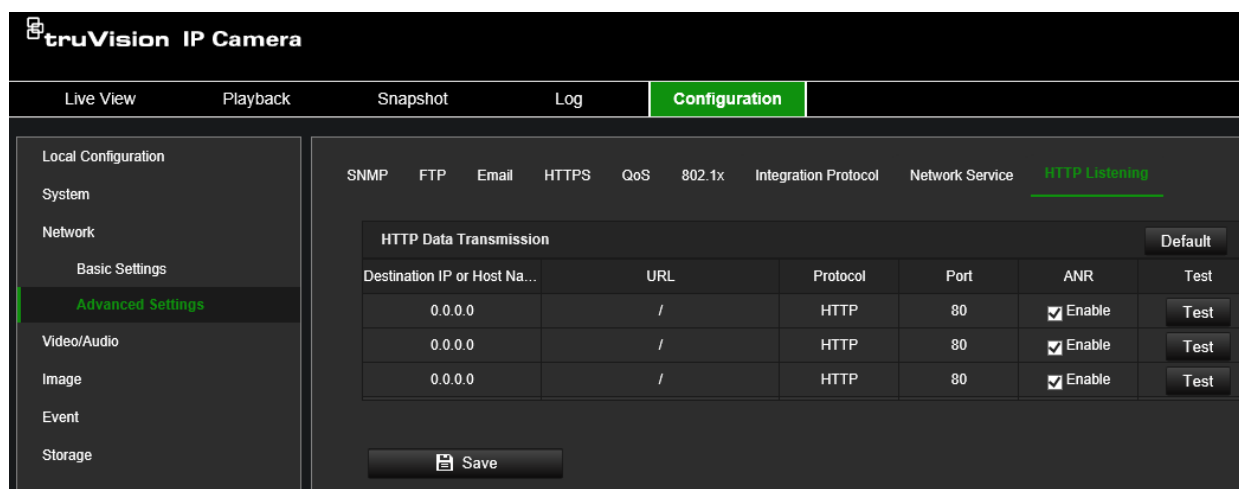 truVision IP Camera
Live View Playback Snapshot Log Configuration
Local Configuration
System
Network
Basic Settings
Advanced Settings
Video/Audio
Image
Event
Storage
SNMP FTP Email HTTPS QoS 802.1x Integration Protocol Network Service HTTP Listening
HTTP Data Transmission Default
Destination IP or Host Na... URL Protocol Port ANR Test
0.0.0.0 / HTTP 80 Enable Test
0.0.0.0 / HTTP 80 Enable Test
0.0.0.0 / HTTP 80 Enable Test
Save